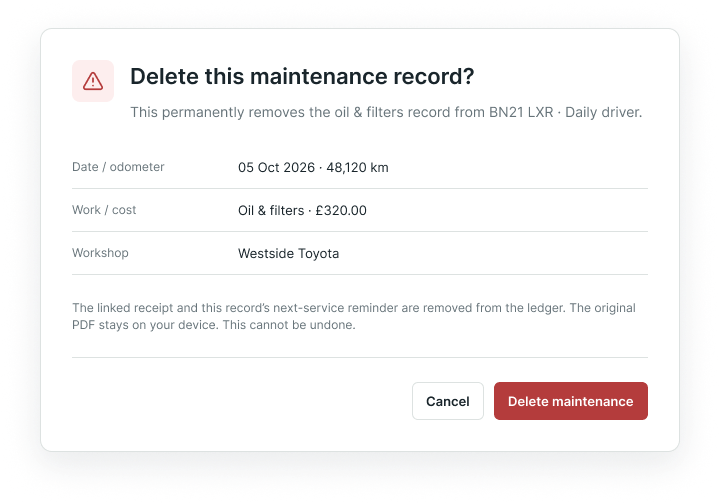 Delete this maintenance record?
This permanently removes the oil & filters record from BN21 LXR · Daily driver.
Date / odometer 05 Oct 2026 · 48,120 km
Work / cost Oil & filters · £320.00
Workshop Westside Toyota
The linked receipt and this record’s next-service reminder are removed from the ledger. The original
PDF stays on your device. This cannot be undone.
Cancel Delete maintenance